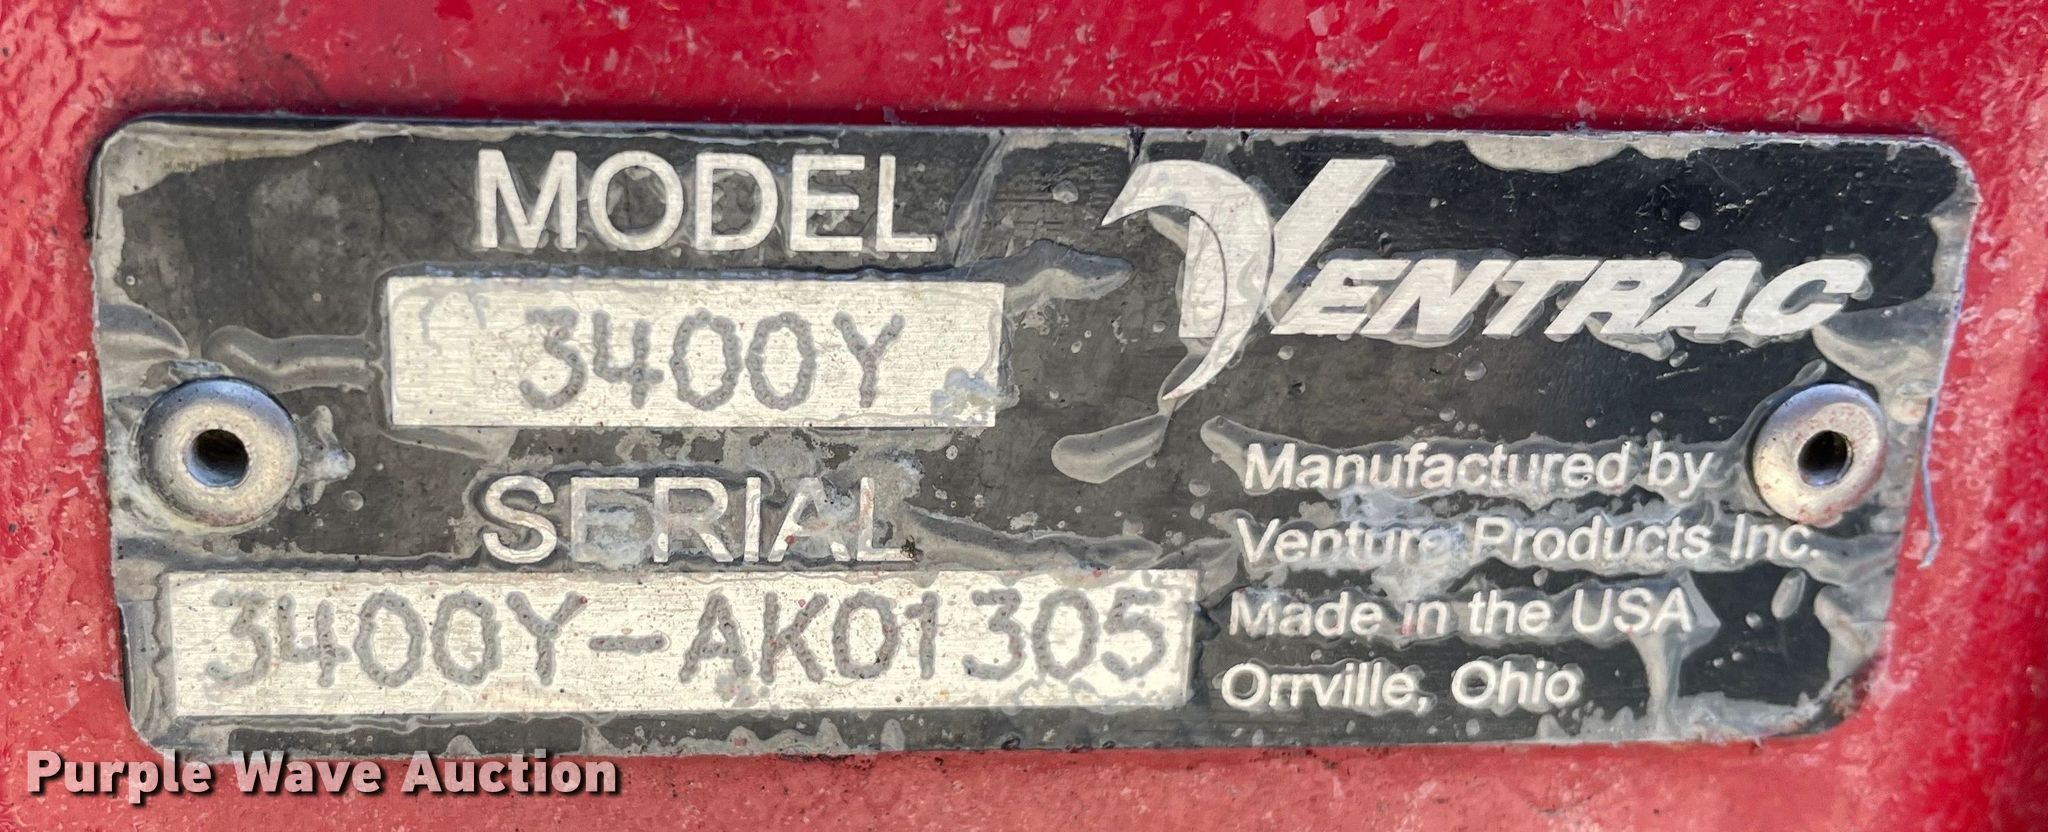 MODEL
3400Y
SERIAL
3400Y-AK01305
VENTRAC
Manufactured by
Venture Products Inc.
Made in the USA
Orrville, Ohio
Purple Wave Auction